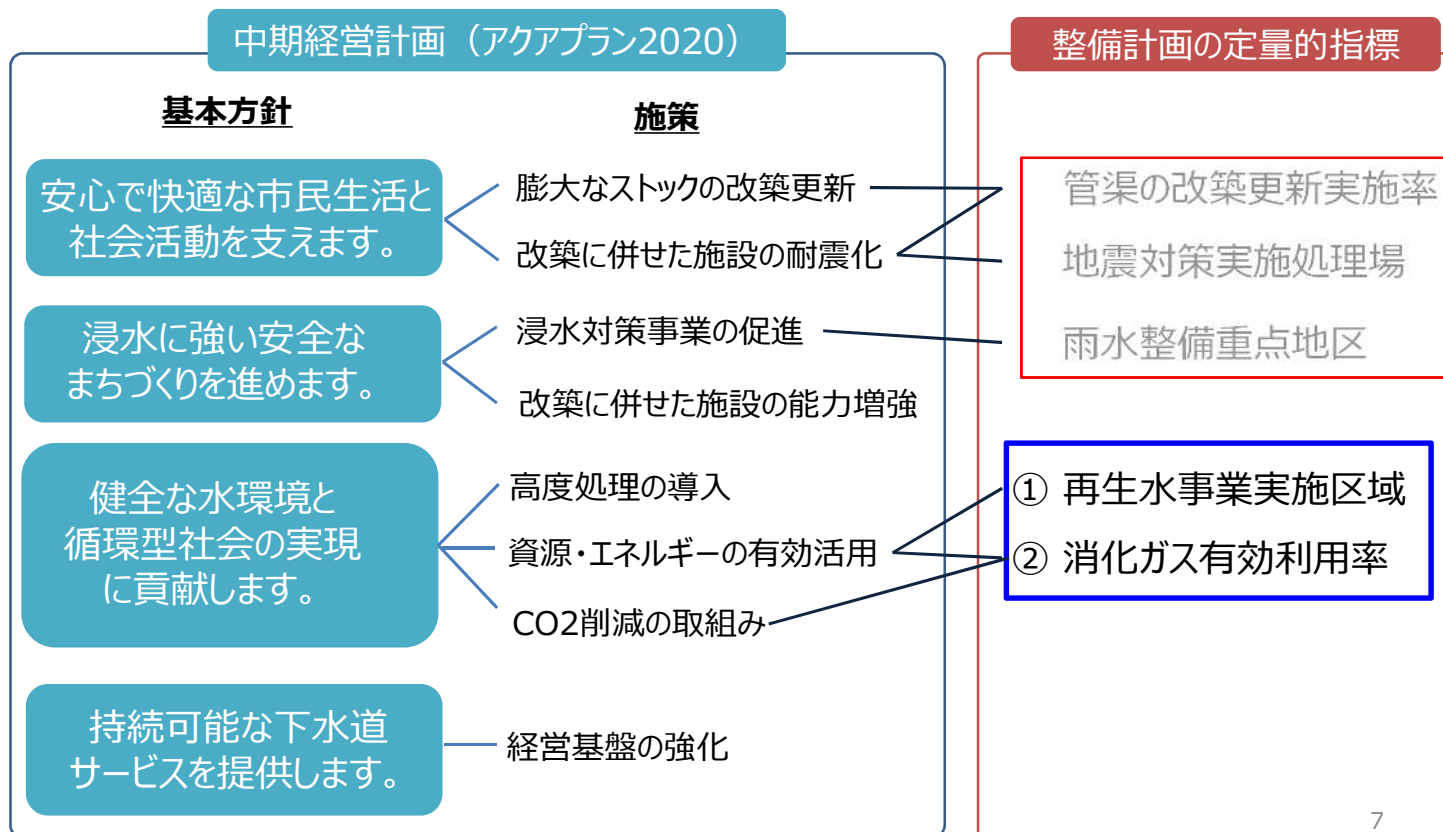 中期経営計画（アクアプラン2020）
整備計画の定量的指標
基本方針
施策
安心で快適な市民生活と
社会活動を支えます。
膨大なストックの改築更新
改築に併せた施設の耐震化
管渠の改築更新実施率
地震対策実施処理場
浸水に強い安全な
まちづくりを進めます。
浸水対策事業の促進
改築に併せた施設の能力増強
雨水整備重点地区
健全な水環境と
循環型社会の実現
に貢献します。
高度処理の導入
資源・エネルギーの有効活用
CO2削減の取組み
① 再生水事業実施区域
② 消化ガス有効利用率
持続可能な下水道
サービスを提供します。
経営基盤の強化
7